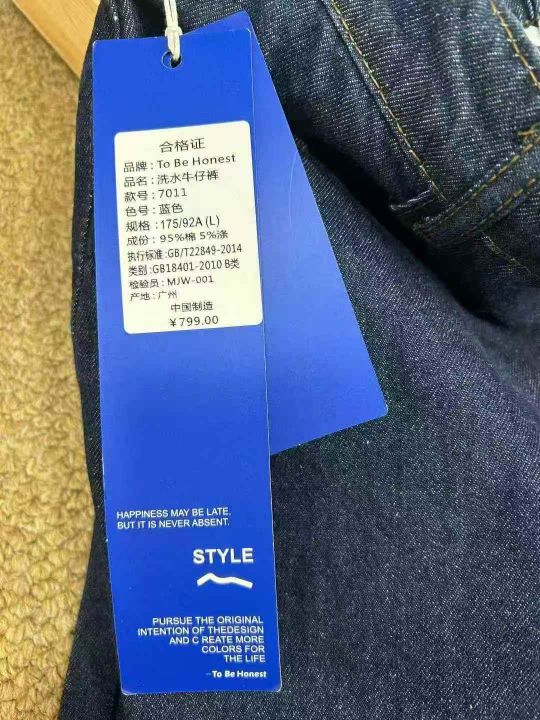 合格证
品牌：To Be Honest
品名：洗水牛仔裤
款号：7011
色号：蓝色
规格：175/92A (L)
成份：95%棉 5%涤
执行标准:GB/T22849-2014
类别:GB18401-2010 B类
检验员：MJW-001
产地：广州
中国制造
¥799.00
HAPPINESS MAY BE LATE,
BUT IT IS NEVER ABSENT.
STYLE
PURSUE THE ORIGINAL
INTENTION OF THEDESIGN
AND C REATE MORE
COLORS FOR
THE LIFE
--To Be Honest